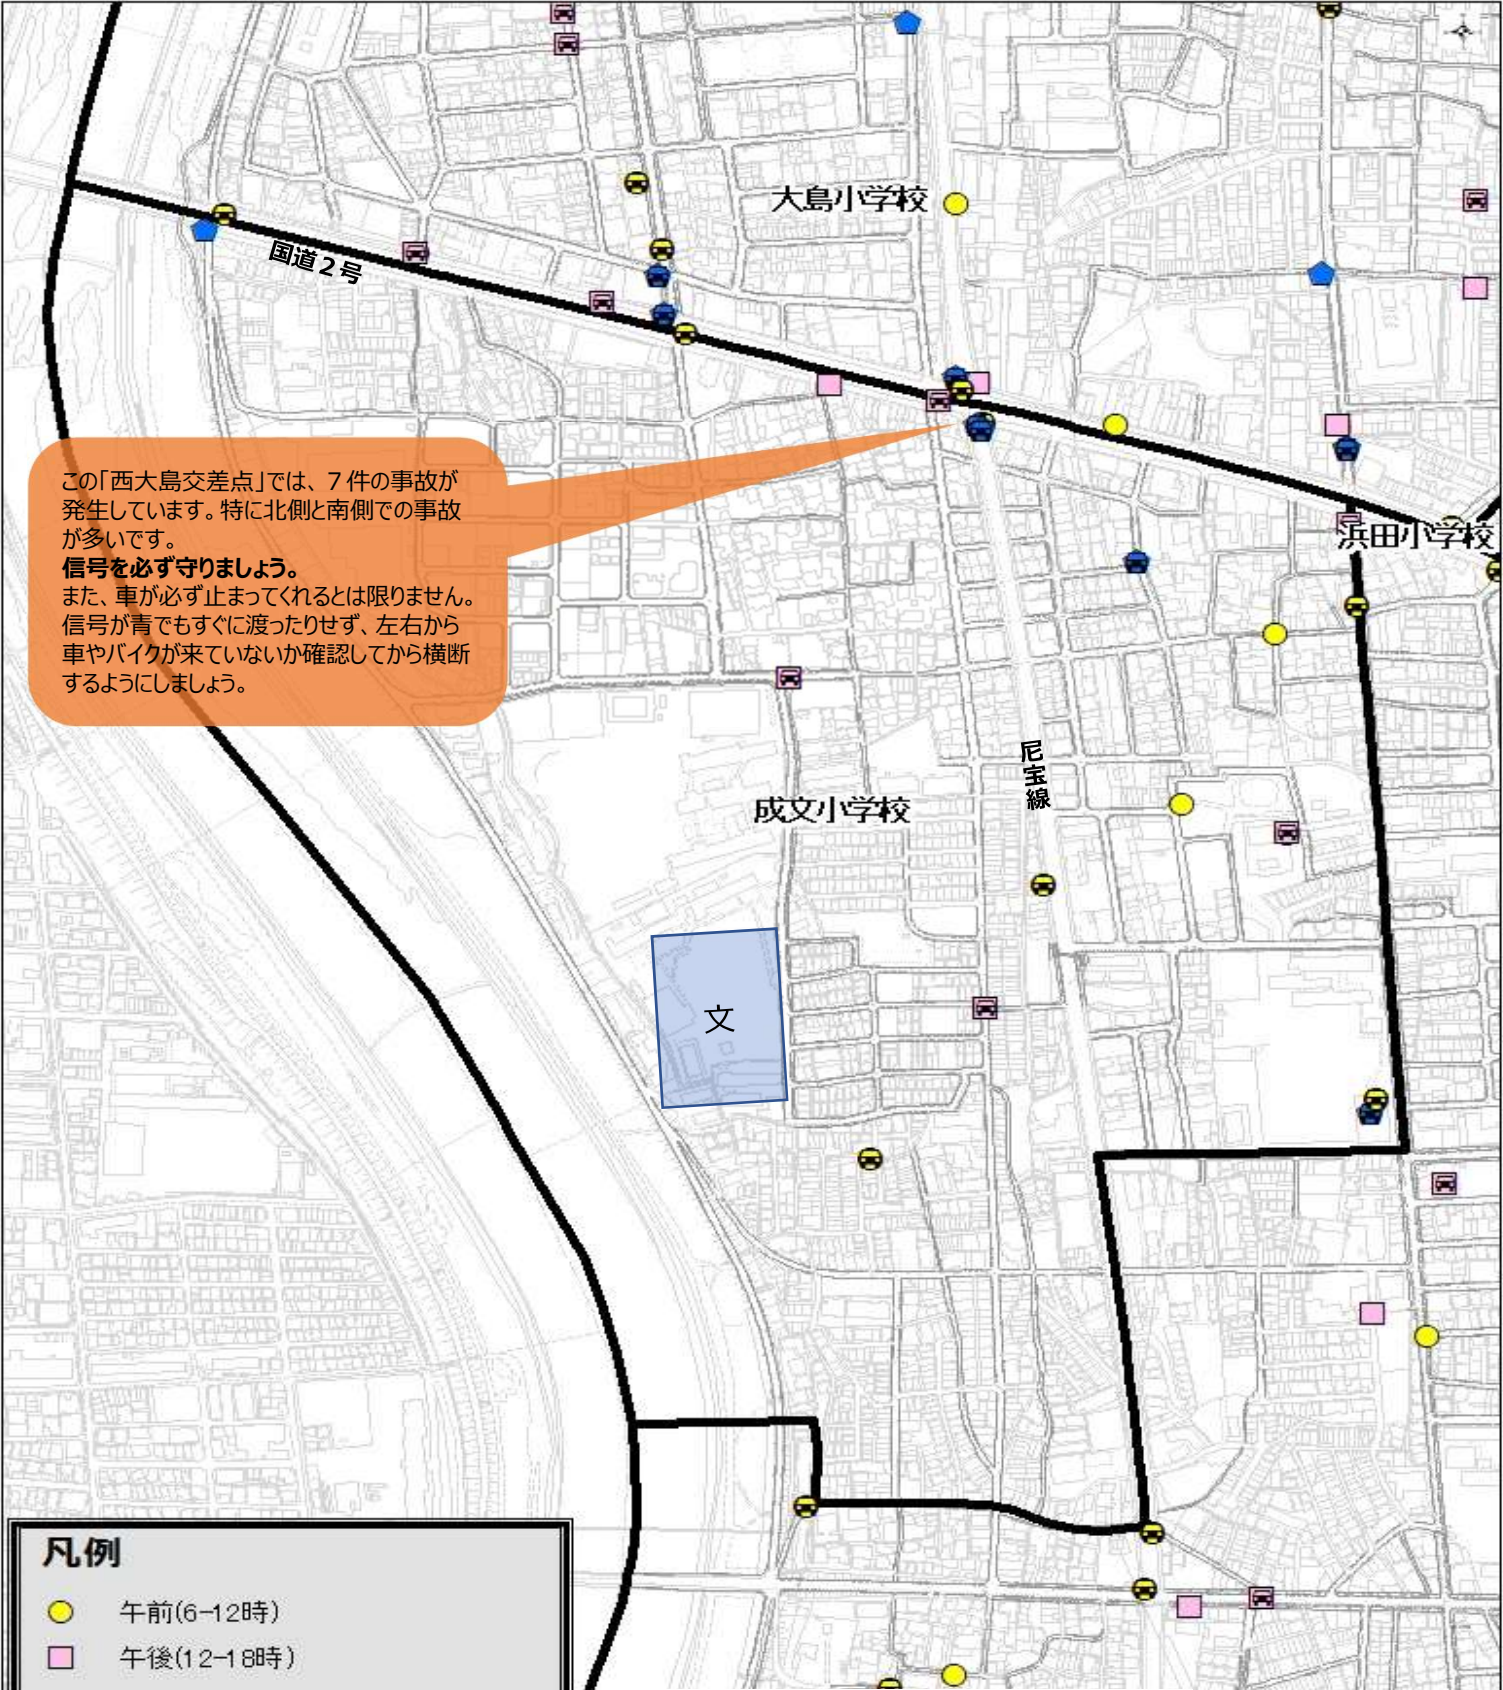 大島小学校
国道２号
この「西大島交差点」では、７件の事故が
発生しています。特に北側と南側での事故
が多いです。
信号を必ず守りましょう。
また、車が必ず止まってくれるとは限りません。
信号が青でもすぐに渡ったりせず、左右から
車やバイクが来ていないか確認してから横断
するようにしましょう。
浜田小学校
尼宝線
成文小学校
文
凡例
午前(6-12時)
午後(12-18時)